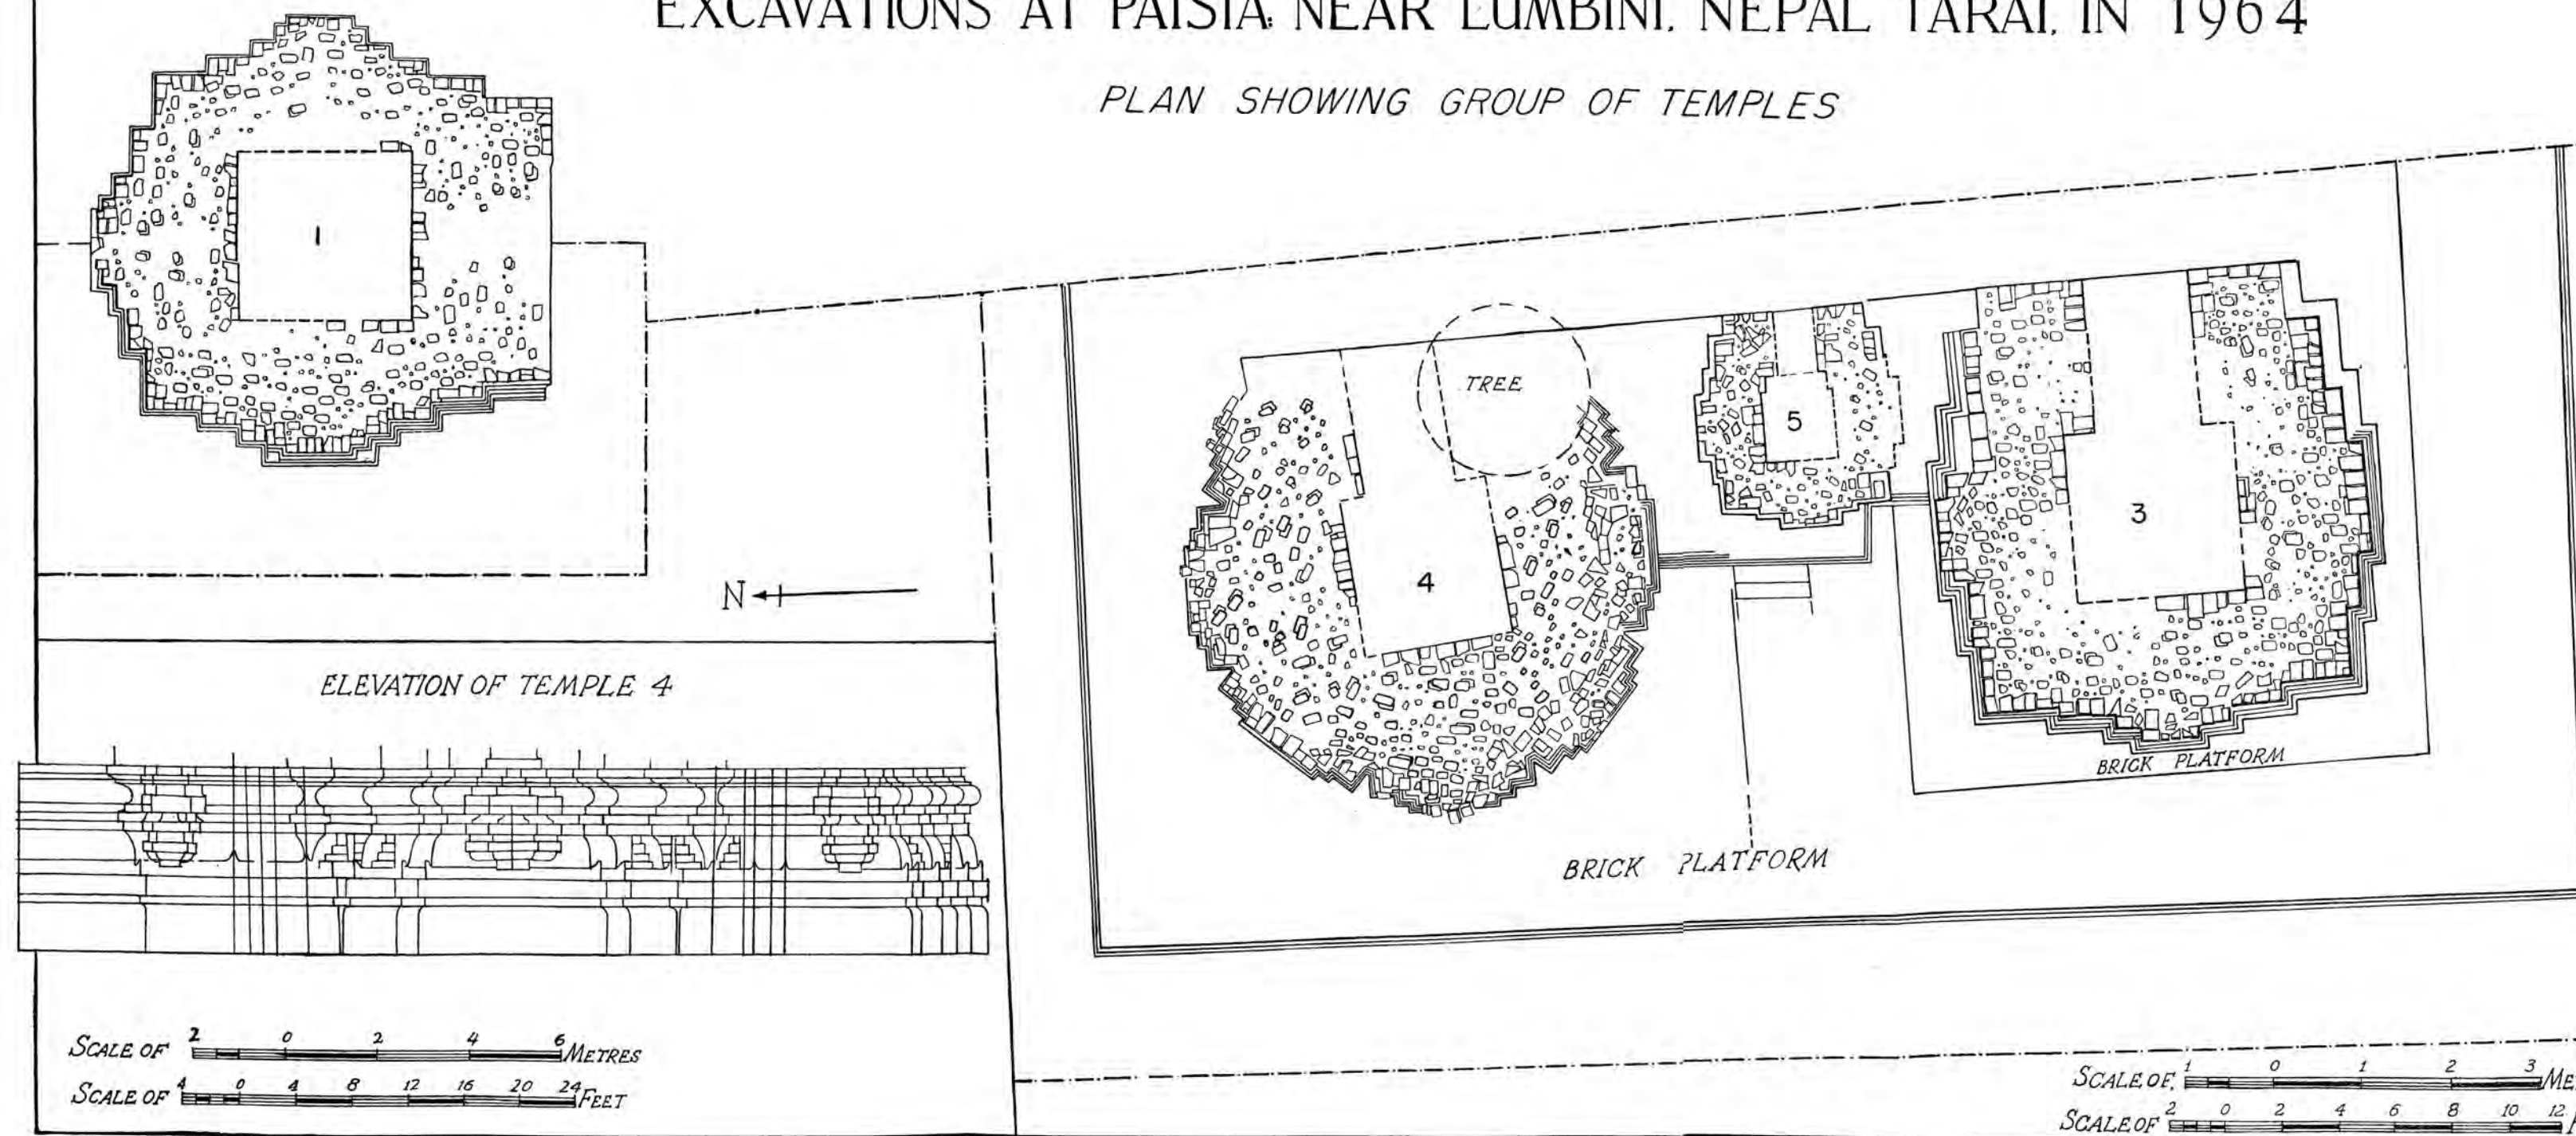 EXCAVATIONS AT PAISIA: NEAR LUMBINI, NEPAL TARAI, IN 1964
PLAN SHOWING GROUP OF TEMPLES
1
TREE
5
3
4
N
ELEVATION OF TEMPLE 4
BRICK PLATFORM
BRICK PLATFORM
SCALE OF 2 0 2 4 6 METRES
SCALE OF 4 0 4 8 12 16 20 24 FEET
SCALE OF 1 0 1 2 3 ME
SCALE OF 2 0 2 4 6 8 10 12